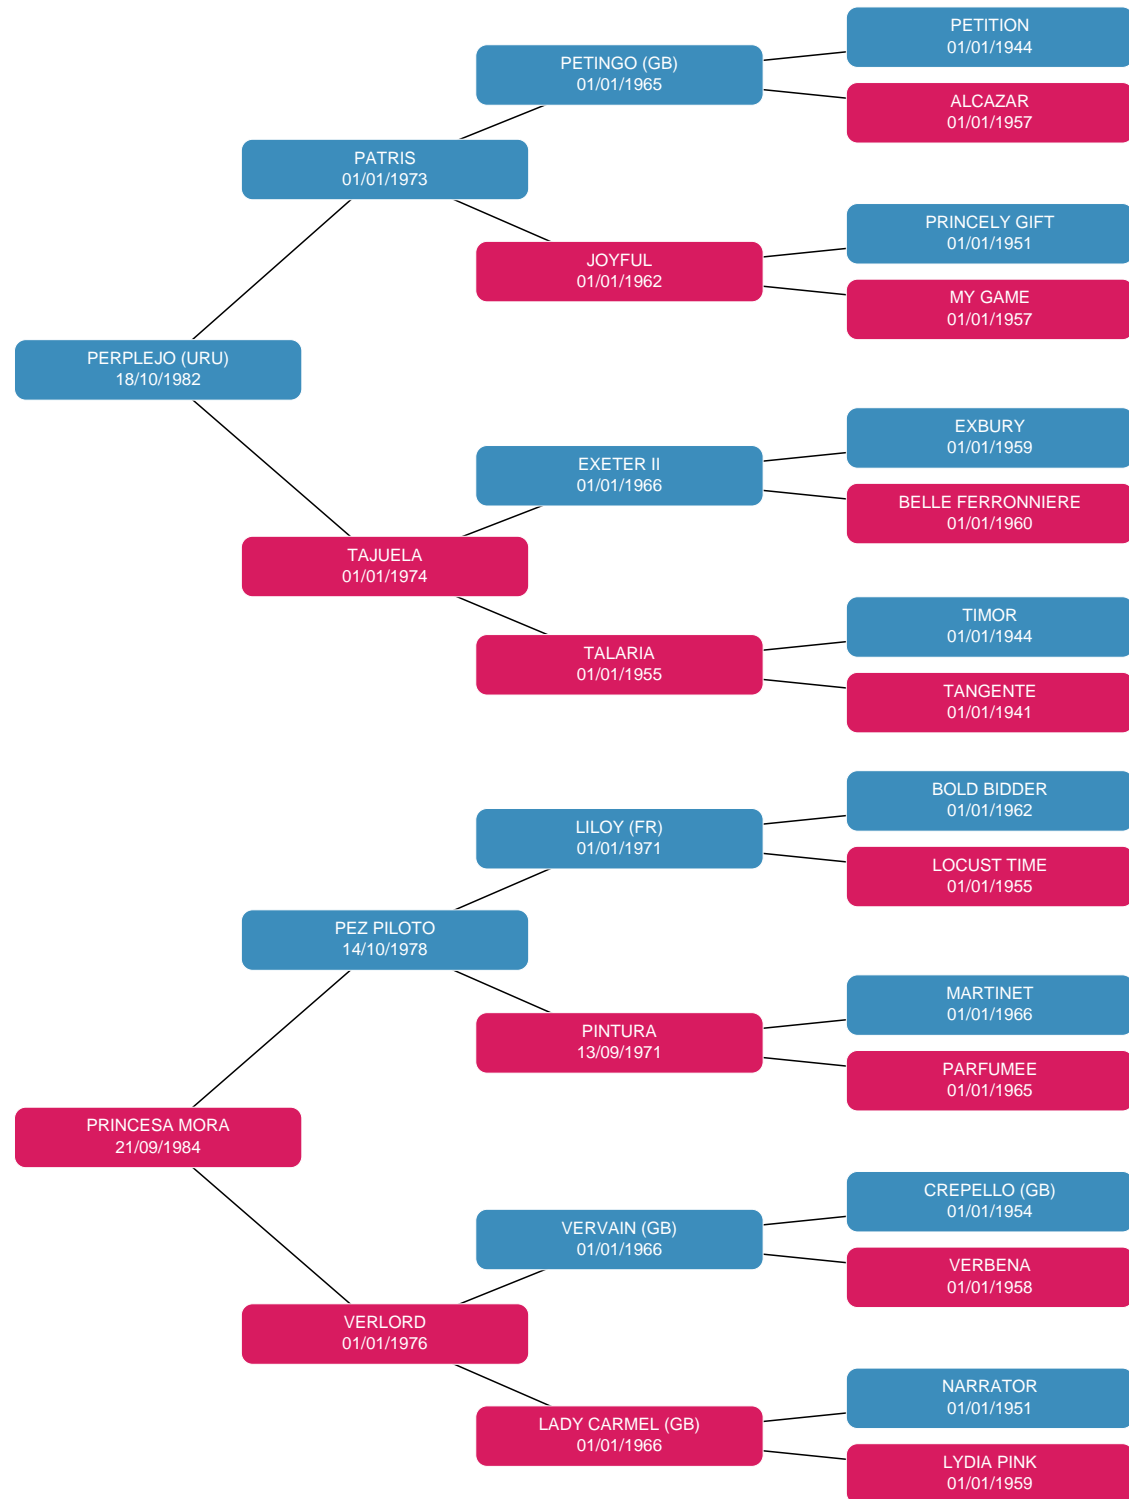 PETITION
01/01/1944
PETINGO (GB)
01/01/1965
ALCAZAR
01/01/1957
PATRIS
01/01/1973
PRINCELY GIFT
01/01/1951
JOYFUL
01/01/1962
MY GAME
01/01/1957
PERPLEJO (URU)
18/10/1982
EXBURY
01/01/1959
EXETER II
01/01/1966
BELLE FERRONNIERE
01/01/1960
TAJUELA
01/01/1974
TIMOR
01/01/1944
TALARIA
01/01/1955
TANGENTE
01/01/1941
BOLD BIDDER
01/01/1962
LILOY (FR)
01/01/1971
LOCUST TIME
01/01/1955
PEZ PILOTO
14/10/1978
MARTINET
01/01/1966
PINTURA
13/09/1971
PARFUMEE
01/01/1965
PRINCESA MORA
21/09/1984
CREPELLO (GB)
01/01/1954
VERVAIN (GB)
01/01/1966
VERBENA
01/01/1958
VERLORD
01/01/1976
NARRATOR
01/01/1951
LADY CARMEL (GB)
01/01/1966
LYDIA PINK
01/01/1959